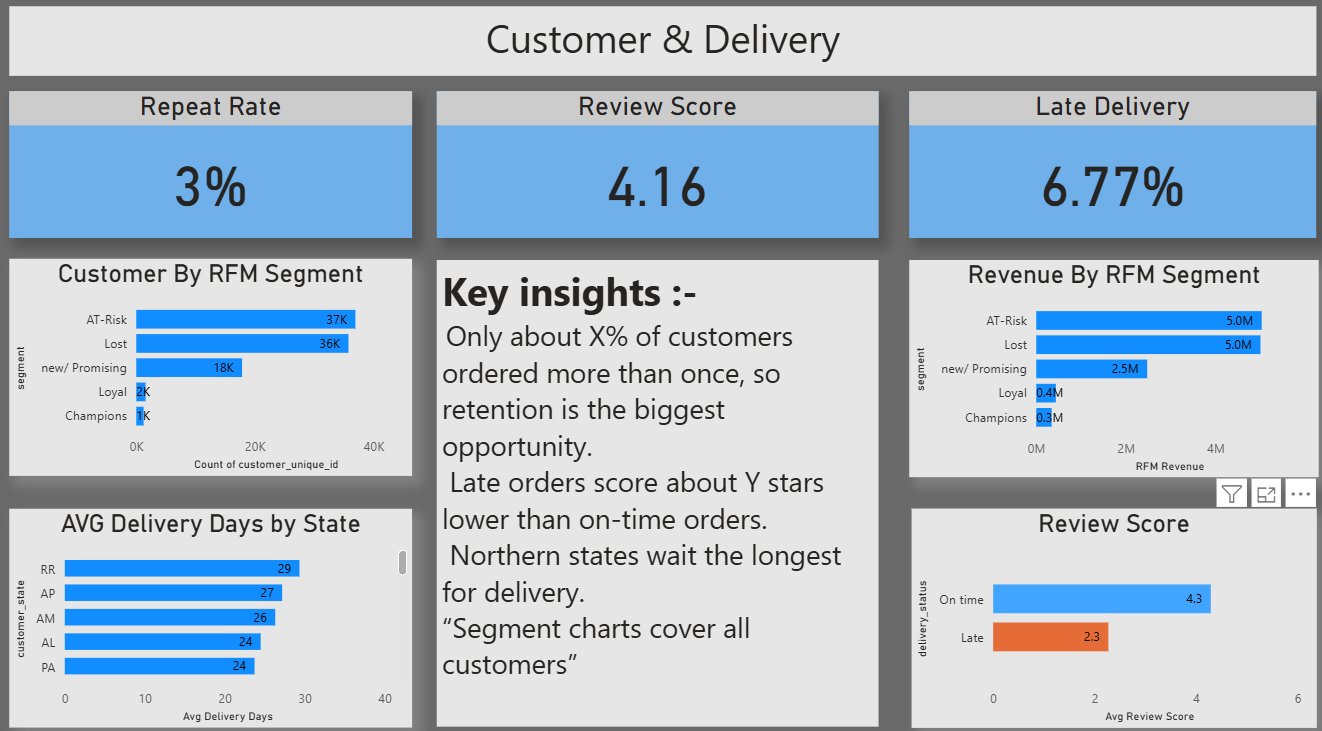 Customer & Delivery
Repeat Rate
3%
Review Score
4.16
Late Delivery
6.77%
Customer By RFM Segment
segment
AT-Risk 37K
Lost 36K
new/ Promising 18K
Loyal 2K
Champions 1K
0K 20K 40K
Count of customer_unique_id
Key insights :-
Only about X% of customers
ordered more than once, so
retention is the biggest
opportunity.
Late orders score about Y stars
lower than on-time orders.
Northern states wait the longest
for delivery.
“Segment charts cover all
customers”
Revenue By RFM Segment
segment
AT-Risk 5.0M
Lost 5.0M
new/ Promising 2.5M
Loyal 0.4M
Champions 0.3M
0M 2M 4M
RFM Revenue
AVG Delivery Days by State
customer_state
RR 29
AP 27
AM 26
AL 24
PA 24
0 10 20 30 40
Avg Delivery Days
Review Score
delivery_status
On time 4.3
Late 2.3
0 2 4 6
Avg Review Score